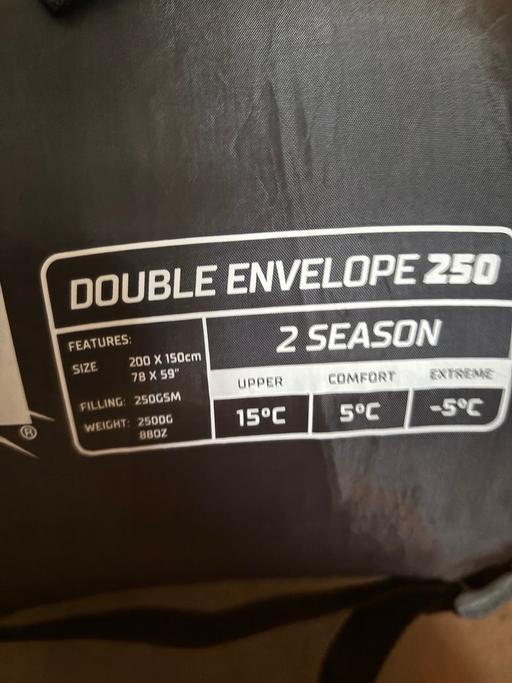 DOUBLE ENVELOPE 250
FEATURES:
SIZE 200 X 150cm
78 X 59"
FILLING: 250GSM
WEIGHT: 2500G
88OZ
2 SEASON
UPPER COMFORT EXTREME
15°C 5°C -5°C
®